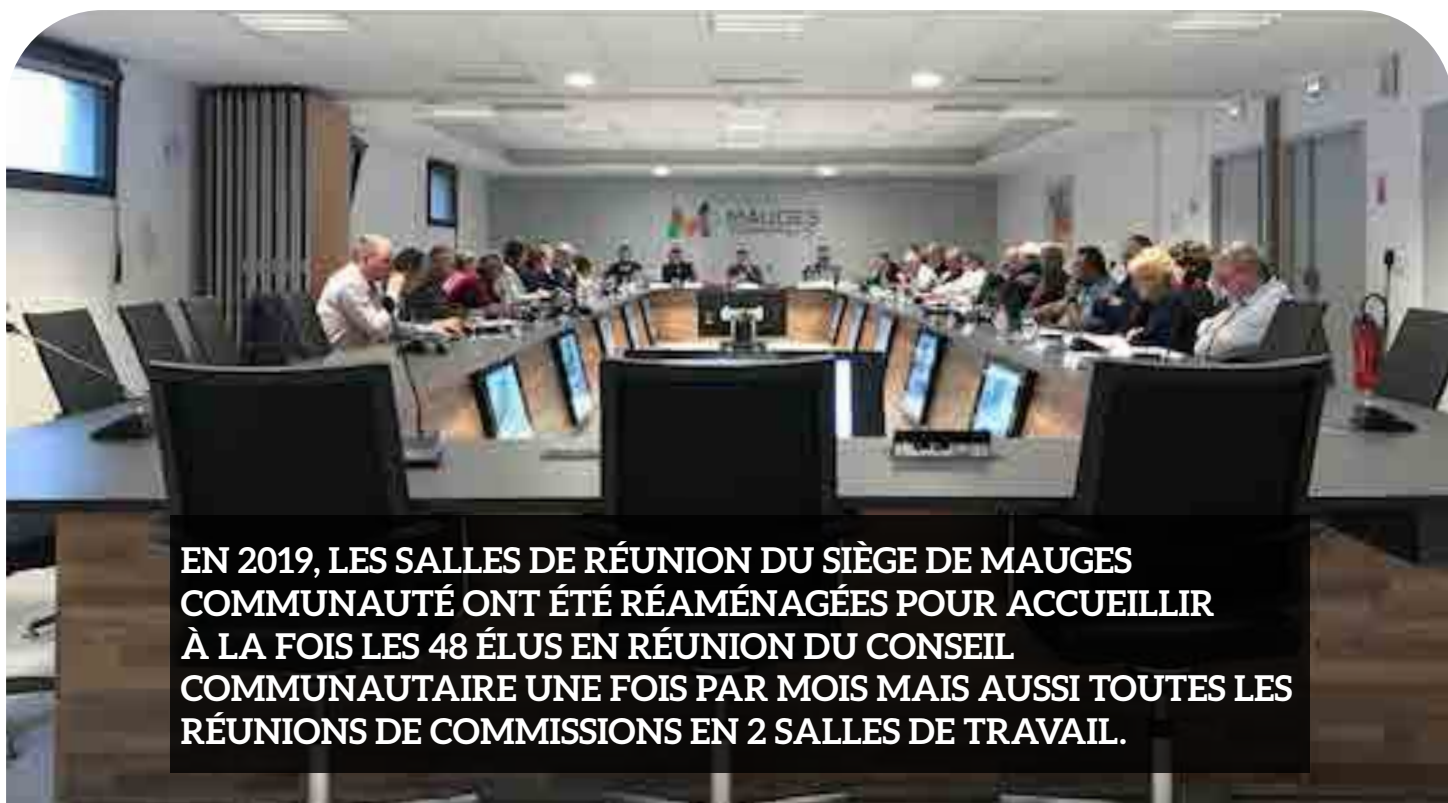 MAUGES
EN 2019, LES SALLES DE RÉUNION DU SIÈGE DE MAUGES
COMMUNAUTÉ ONT ÉTÉ RÉAMÉNAGÉES POUR ACCUEILLIR
À LA FOIS LES 48 ÉLUS EN RÉUNION DU CONSEIL
COMMUNAUTAIRE UNE FOIS PAR MOIS MAIS AUSSI TOUTES LES
RÉUNIONS DE COMMISSIONS EN 2 SALLES DE TRAVAIL.